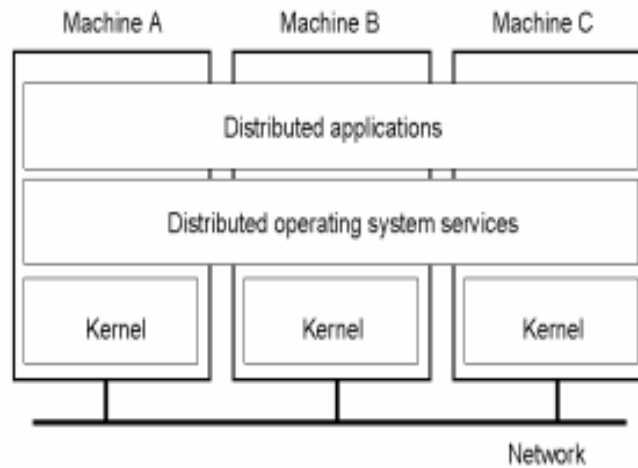 Machine A Machine B Machine C
Distributed applications
Distributed operating system services
Kernel Kernel Kernel
Network